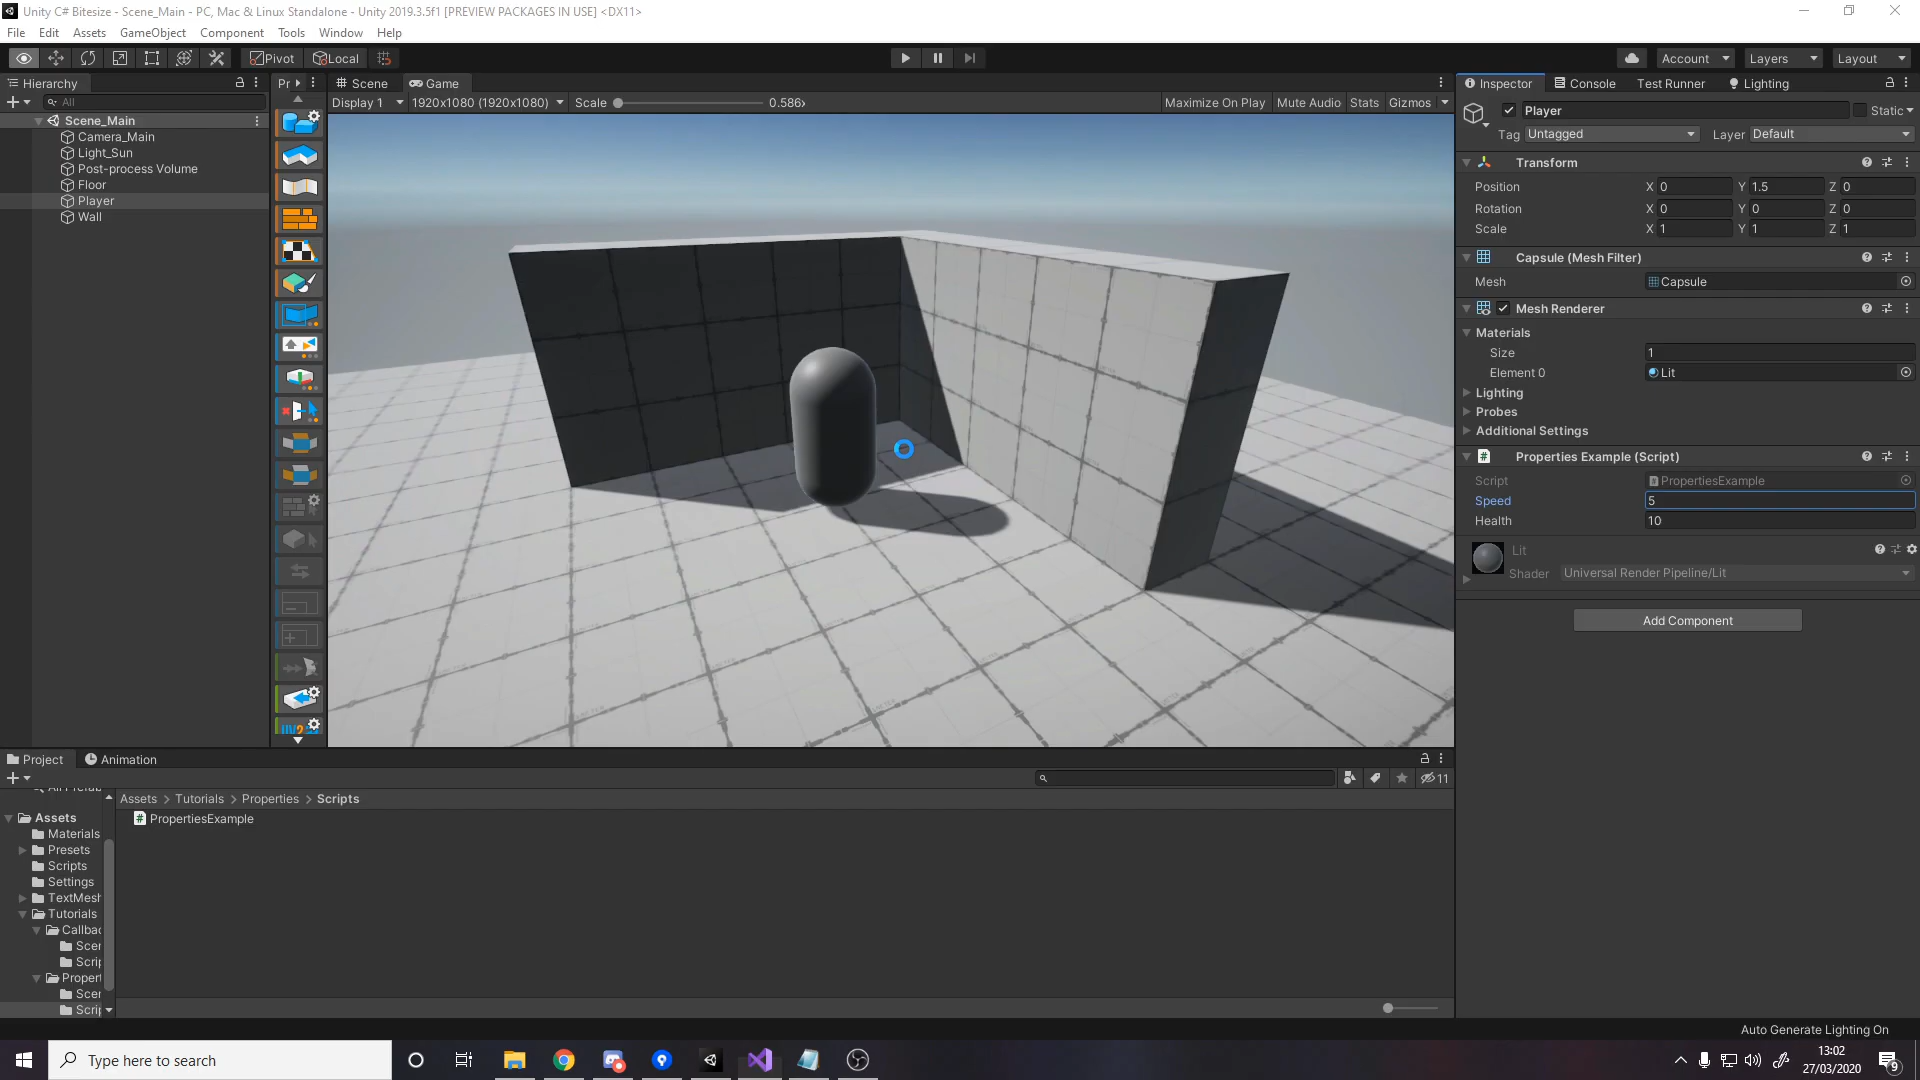 Unity C# Bitesize - Scene_Main - PC, Mac & Linux Standalone - Unity 2019.3.5f1 [PREVIEW PACKAGES IN USE] <DX11>
File Edit Assets GameObject Component Tools Window Help
Pivot Local Account Layers Layout
Hierarchy Pr Scene Game Inspector Console Test Runner Lighting
All Display 1 1920x1080 (1920x1080) Scale 0.586x Maximize On Play Mute Audio Stats Gizmos
Scene_Main
Camera_Main
Light_Sun
Post-process Volume
Floor
Player
Wall
Player Static
Tag Untagged Layer Default
Transform
Position X 0 Y 1.5 Z 0
Rotation X 0 Y 0 Z 0
Scale X 1 Y 1 Z 1
Capsule (Mesh Filter)
Mesh Capsule
Mesh Renderer
Materials
Size 1
Element 0 Lit
Lighting
Probes
Additional Settings
Properties Example (Script)
Script PropertiesExample
Speed 5
Health 10
Lit
Shader Universal Render Pipeline/Lit
Add Component
Project Animation
11
Assets > Tutorials > Properties > Scripts
PropertiesExample
Assets
Materials
Presets
Scripts
Settings
TextMesh
Tutorials
Callbac
Scen
Scrip
Propert
Scen
Scrip
Auto Generate Lighting On
Type here to search
13:02
27/03/2020
9